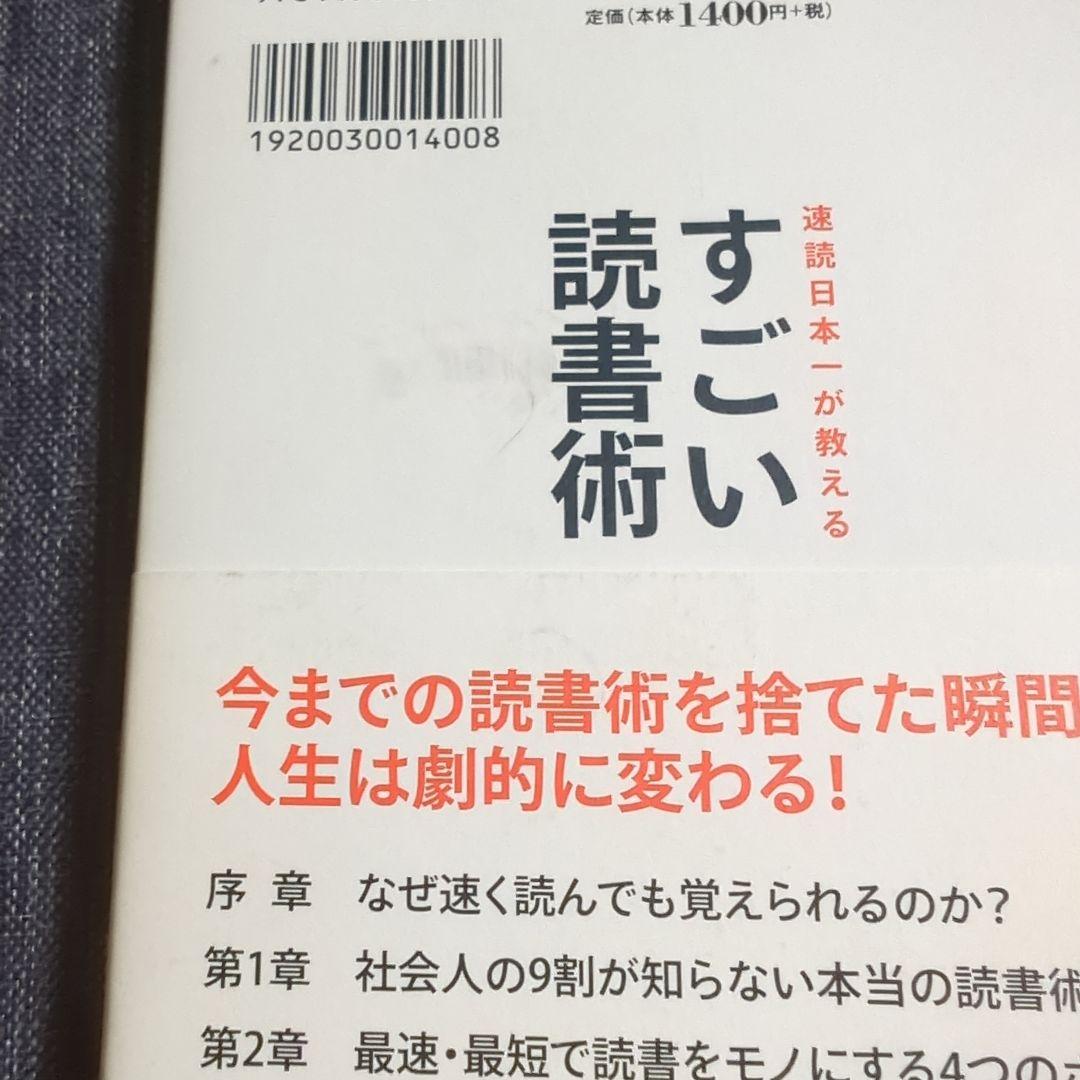 定価(本体1400円+税)
1920030014008
速読日本一が教える
すごい
読書術
今までの読書術を捨てた瞬間
人生は劇的に変わる!
序 章 なぜ速く読んでも覚えられるのか?
第1章 社会人の9割が知らない本当の読書術
第2章 最速・最短で読書をモノにする4つの